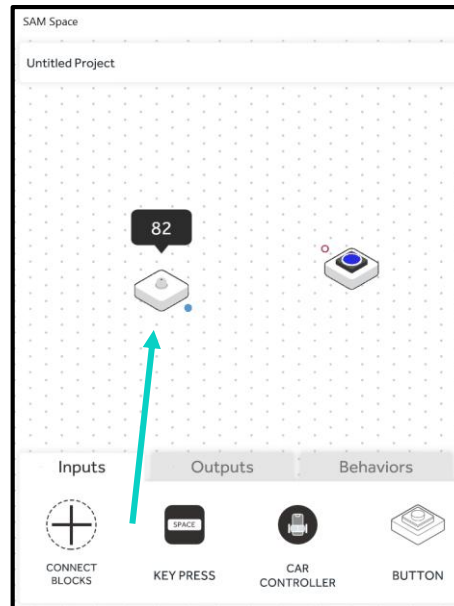 SAM Space
Untitled Project
82
Inputs
Outputs
Behaviors
SPACE
CONNECT
BLOCKS
KEY PRESS
CAR
CONTROLLER
BUTTON